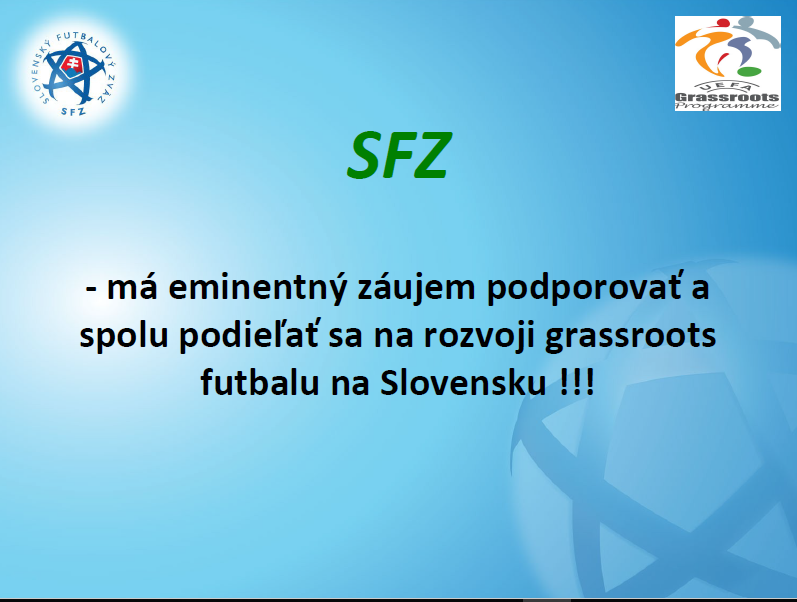 SLOVENSKÝ FUTBALOVÝ ZVÄZ
SFZ
UEFA
Grassroots
Programme
SFZ
- má eminentný záujem podporovať a
spolu podieľať sa na rozvoji grassroots
futbalu na Slovensku !!!